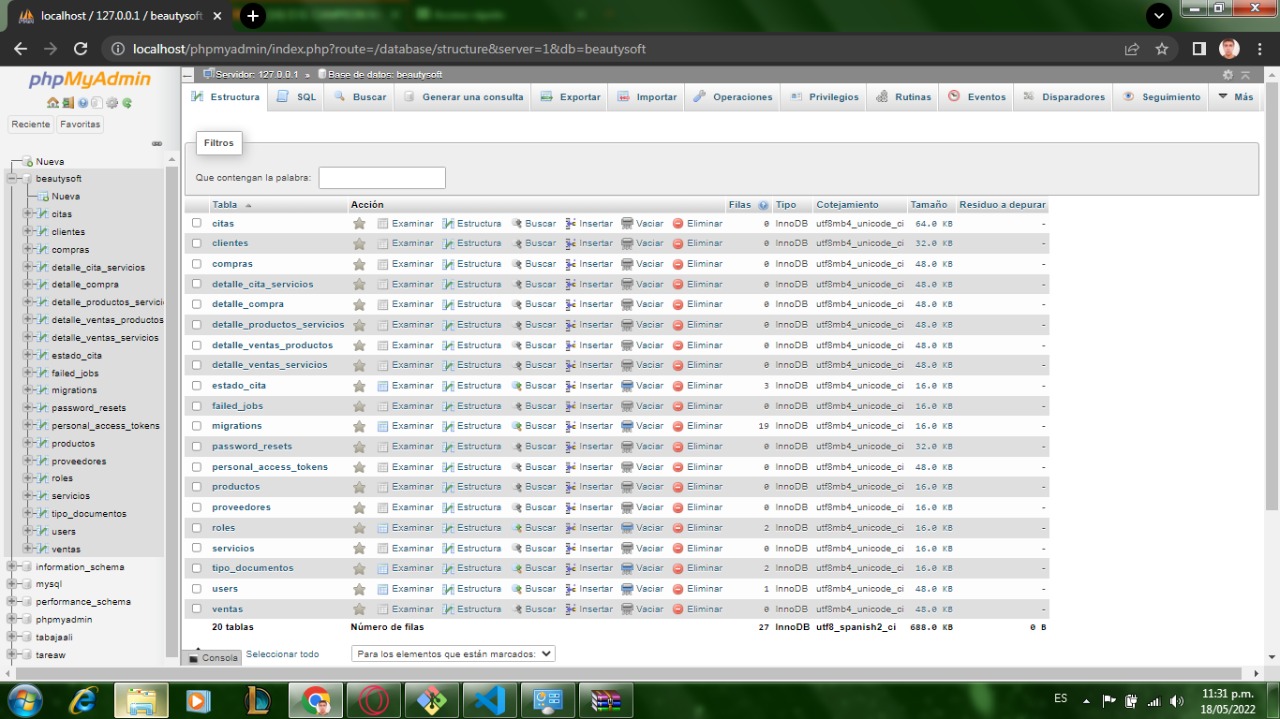 localhost / 127.0.0.1 / beautysoft
localhost/phpmyadmin/index.php?route=/database/structure&server=1&db=beautysoft
phpMyAdmin
Reciente Favoritas
Nueva
beautysoft
Nueva
citas
clientes
compras
detalle_cita_servicios
detalle_compra
detalle_productos_servici
detalle_ventas_productos
detalle_ventas_servicios
estado_cita
failed_jobs
migrations
password_resets
personal_access_tokens
productos
proveedores
roles
servicios
tipo_documentos
users
ventas
information_schema
mysql
performance_schema
phpmyadmin
tabajaali
tareaw
Servidor: 127.0.0.1 » Base de datos: beautysoft
Estructura SQL Buscar Generar una consulta Exportar Importar Operaciones Privilegios Rutinas Eventos Disparadores Seguimiento Más
Filtros
Que contengan la palabra:
Tabla Acción Filas Tipo Cotejamiento Tamaño Residuo a depurar
citas Examinar Estructura Buscar Insertar Vaciar Eliminar 0 InnoDB utf8mb4_unicode_ci 64.0 KB -
clientes Examinar Estructura Buscar Insertar Vaciar Eliminar 0 InnoDB utf8mb4_unicode_ci 32.0 KB -
compras Examinar Estructura Buscar Insertar Vaciar Eliminar 0 InnoDB utf8mb4_unicode_ci 48.0 KB -
detalle_cita_servicios Examinar Estructura Buscar Insertar Vaciar Eliminar 0 InnoDB utf8mb4_unicode_ci 48.0 KB -
detalle_compra Examinar Estructura Buscar Insertar Vaciar Eliminar 0 InnoDB utf8mb4_unicode_ci 48.0 KB -
detalle_productos_servicios Examinar Estructura Buscar Insertar Vaciar Eliminar 0 InnoDB utf8mb4_unicode_ci 48.0 KB -
detalle_ventas_productos Examinar Estructura Buscar Insertar Vaciar Eliminar 0 InnoDB utf8mb4_unicode_ci 48.0 KB -
detalle_ventas_servicios Examinar Estructura Buscar Insertar Vaciar Eliminar 0 InnoDB utf8mb4_unicode_ci 48.0 KB -
estado_cita Examinar Estructura Buscar Insertar Vaciar Eliminar 3 InnoDB utf8mb4_unicode_ci 16.0 KB -
failed_jobs Examinar Estructura Buscar Insertar Vaciar Eliminar 0 InnoDB utf8mb4_unicode_ci 16.0 KB -
migrations Examinar Estructura Buscar Insertar Vaciar Eliminar 19 InnoDB utf8mb4_unicode_ci 16.0 KB -
password_resets Examinar Estructura Buscar Insertar Vaciar Eliminar 0 InnoDB utf8mb4_unicode_ci 32.0 KB -
personal_access_tokens Examinar Estructura Buscar Insertar Vaciar Eliminar 0 InnoDB utf8mb4_unicode_ci 48.0 KB -
productos Examinar Estructura Buscar Insertar Vaciar Eliminar 0 InnoDB utf8mb4_unicode_ci 16.0 KB -
proveedores Examinar Estructura Buscar Insertar Vaciar Eliminar 0 InnoDB utf8mb4_unicode_ci 16.0 KB -
roles Examinar Estructura Buscar Insertar Vaciar Eliminar 2 InnoDB utf8mb4_unicode_ci 16.0 KB -
servicios Examinar Estructura Buscar Insertar Vaciar Eliminar 0 InnoDB utf8mb4_unicode_ci 16.0 KB -
tipo_documentos Examinar Estructura Buscar Insertar Vaciar Eliminar 2 InnoDB utf8mb4_unicode_ci 16.0 KB -
users Examinar Estructura Buscar Insertar Vaciar Eliminar 1 InnoDB utf8mb4_unicode_ci 48.0 KB -
ventas Examinar Estructura Buscar Insertar Vaciar Eliminar 0 InnoDB utf8mb4_unicode_ci 48.0 KB -
20 tablas Número de filas 27 InnoDB utf8_spanish2_ci 688.0 KB 0 B
Consola Seleccionar todo Para los elementos que están marcados:
ES 11:31 p.m.
18/05/2022